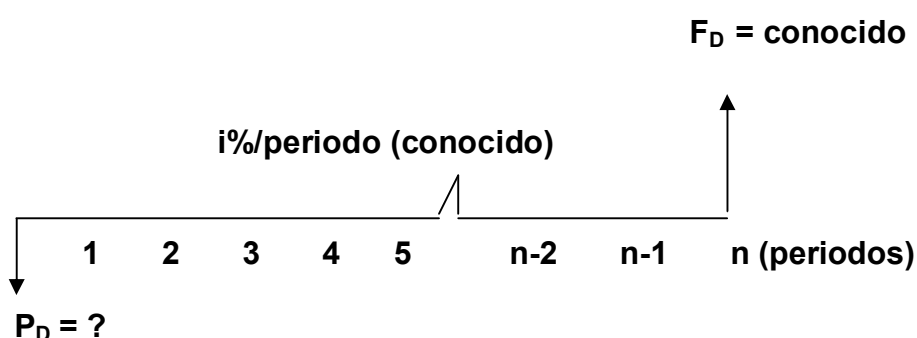 F_D = conocido
i%/periodo (conocido)
1 2 3 4 5 n-2 n-1 n (periodos)
P_D = ?